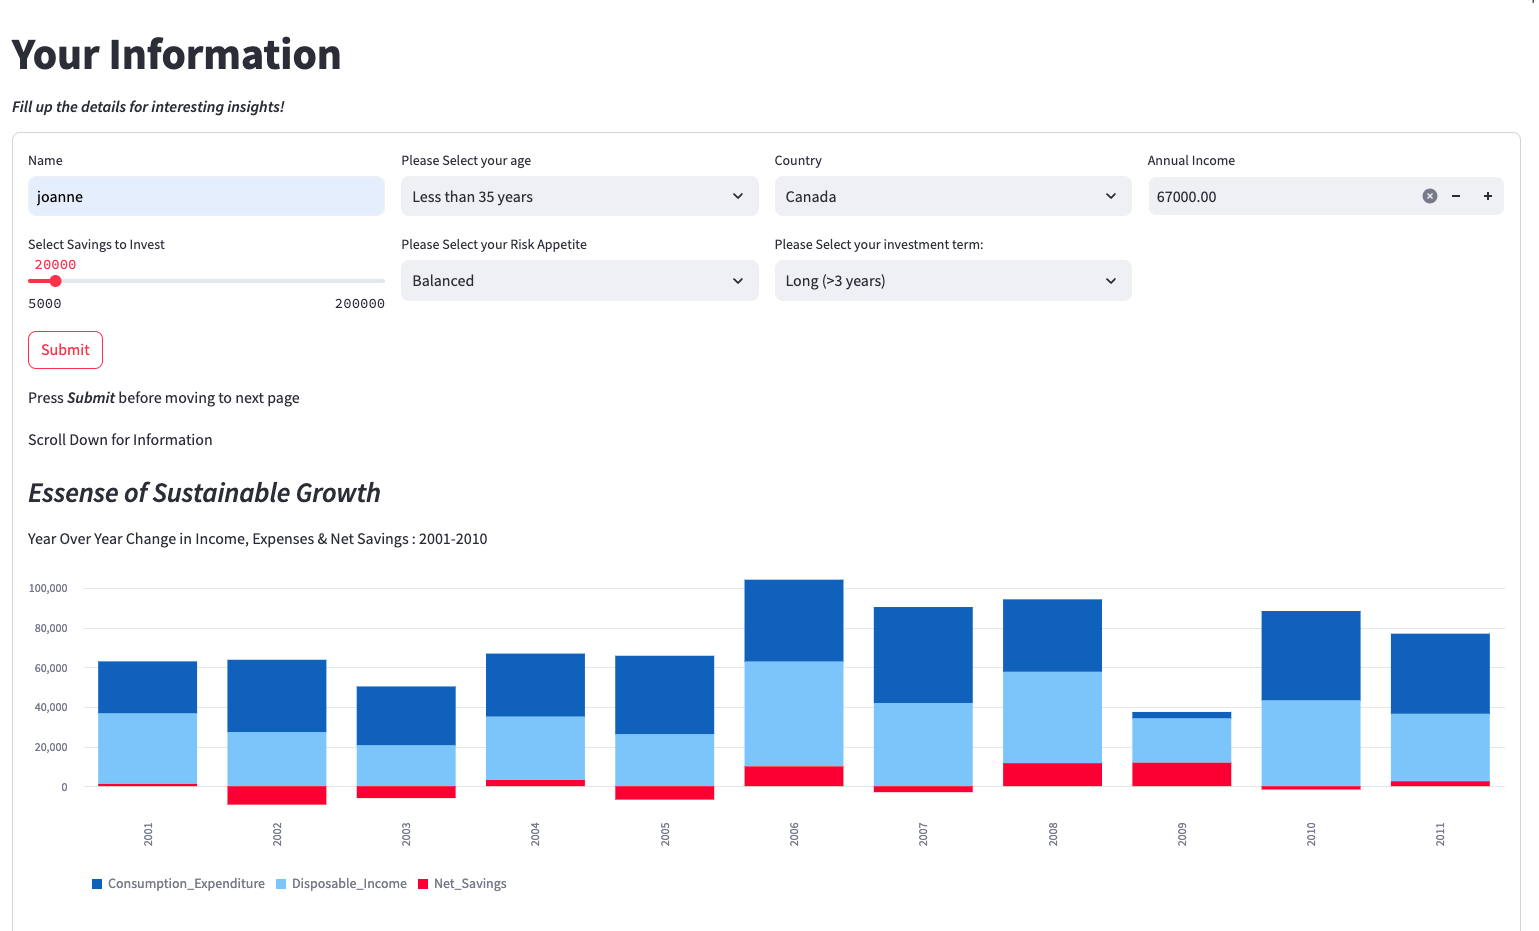 Your Information
Fill up the details for interesting insights!
Name
Please Select your age
Country
Annual Income
joanne
Less than 35 years
Canada
67000.00
Select Savings to Invest
Please Select your Risk Appetite
Please Select your investment term:
20000
Balanced
Long (>3 years)
5000
200000
Submit
Press Submit before moving to next page
Scroll Down for Information
Essense of Sustainable Growth
Year Over Year Change in Income, Expenses & Net Savings : 2001-2010
100,000
80,000
60,000
40,000
20,000
0
2001
2002
2003
2004
2005
2006
2007
2008
2009
2010
2011
Consumption_Expenditure
Disposable_Income
Net_Savings